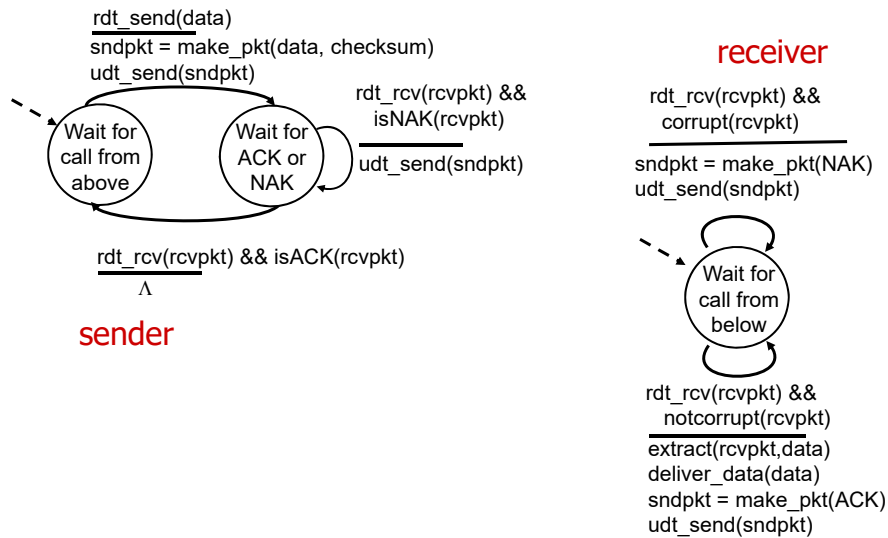 rdt_send(data)
sndpkt = make_pkt(data, checksum)
udt_send(sndpkt)
Wait for
call from
above
Wait for
ACK or
NAK
rdt_rcv(rcvpkt) &&
isNAK(rcvpkt)
udt_send(sndpkt)
rdt_rcv(rcvpkt) && isACK(rcvpkt)
Λ
sender
receiver
rdt_rcv(rcvpkt) &&
corrupt(rcvpkt)
sndpkt = make_pkt(NAK)
udt_send(sndpkt)
Wait for
call from
below
rdt_rcv(rcvpkt) &&
notcorrupt(rcvpkt)
extract(rcvpkt,data)
deliver_data(data)
sndpkt = make_pkt(ACK)
udt_send(sndpkt)